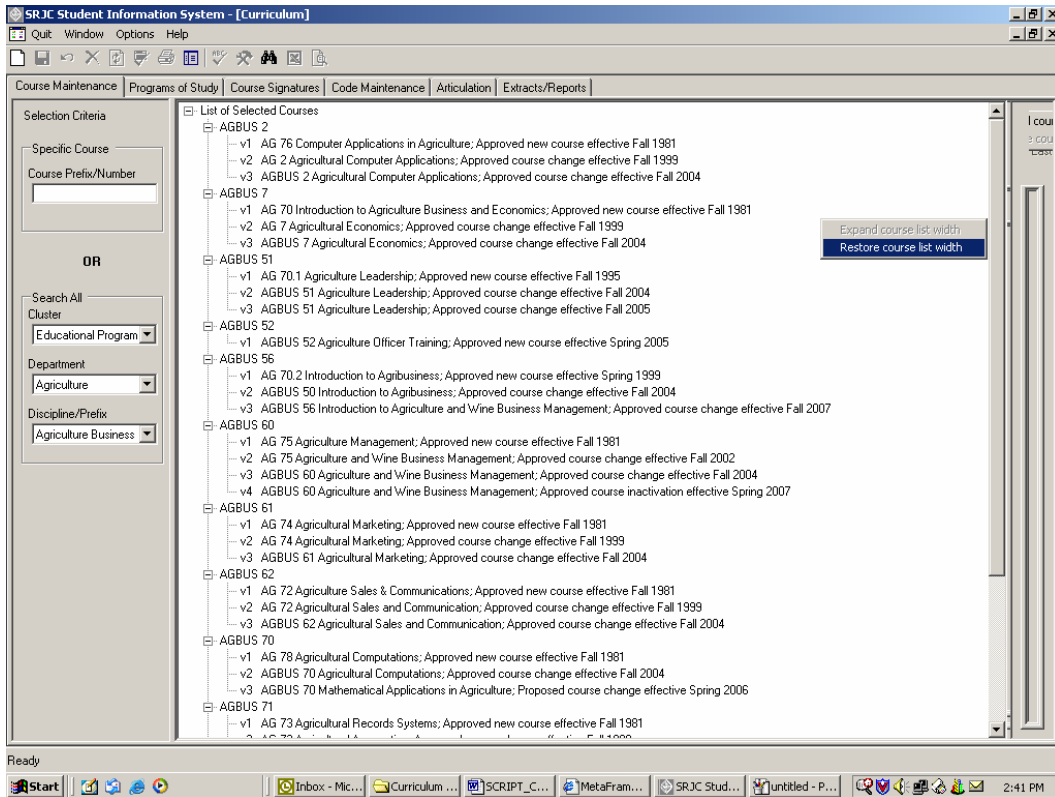 SRJC Student Information System - [Curriculum]
Quit Window Options Help
Course Maintenance Programs of Study Course Signatures Code Maintenance Articulation Extracts/Reports
Selection Criteria
Specific Course
Course Prefix/Number
OR
Search All
Cluster
Educational Program
Department
Agriculture
Discipline/Prefix
Agriculture Business
List of Selected Courses
AGBUS 2
v1 AG 76 Computer Applications in Agriculture; Approved new course effective Fall 1981
v2 AG 2 Agricultural Computer Applications; Approved course change effective Fall 1999
v3 AGBUS 2 Agricultural Computer Applications; Approved course change effective Fall 2004
AGBUS 7
v1 AG 70 Introduction to Agriculture Business and Economics; Approved new course effective Fall 1981
v2 AG 7 Agricultural Economics; Approved course change effective Fall 1999
v3 AGBUS 7 Agricultural Economics; Approved course change effective Fall 2004
AGBUS 51
v1 AG 70.1 Agriculture Leadership; Approved new course effective Fall 1995
v2 AGBUS 51 Agriculture Leadership; Approved course change effective Fall 2004
v3 AGBUS 51 Agriculture Leadership; Approved course change effective Fall 2005
AGBUS 52
v1 AGBUS 52 Agriculture Officer Training; Approved new course effective Spring 2005
AGBUS 56
v1 AG 70.2 Introduction to Agribusiness; Approved new course effective Spring 1999
v2 AGBUS 50 Introduction to Agribusiness; Approved course change effective Fall 2004
v3 AGBUS 56 Introduction to Agriculture and Wine Business Management; Approved course change effective Fall 2007
AGBUS 60
v1 AG 75 Agriculture Management; Approved new course effective Fall 1981
v2 AG 75 Agriculture and Wine Business Management; Approved course change effective Fall 2002
v3 AGBUS 60 Agriculture and Wine Business Management; Approved course change effective Fall 2004
v4 AGBUS 60 Agriculture and Wine Business Management; Approved course inactivation effective Spring 2007
AGBUS 61
v1 AG 74 Agricultural Marketing; Approved new course effective Fall 1981
v2 AG 74 Agricultural Marketing; Approved course change effective Fall 1999
v3 AGBUS 61 Agricultural Marketing; Approved course change effective Fall 2004
AGBUS 62
v1 AG 72 Agriculture Sales & Communications; Approved new course effective Fall 1981
v2 AG 72 Agricultural Sales and Communication; Approved course change effective Fall 1999
v3 AGBUS 62 Agricultural Sales and Communication; Approved course change effective Fall 2004
AGBUS 70
v1 AG 78 Agricultural Computations; Approved new course effective Fall 1981
v2 AGBUS 70 Agricultural Computations; Approved course change effective Fall 2004
v3 AGBUS 70 Mathematical Applications in Agriculture; Proposed course change effective Spring 2006
AGBUS 71
v1 AG 73 Agricultural Records Systems; Approved new course effective Fall 1981
Expand course list width
Restore course list width
Ready
Start Inbox - Mic... Curriculum ... SCRIPT_C... MetaFram... SRJC Stud... untitled - P... 2:41 PM